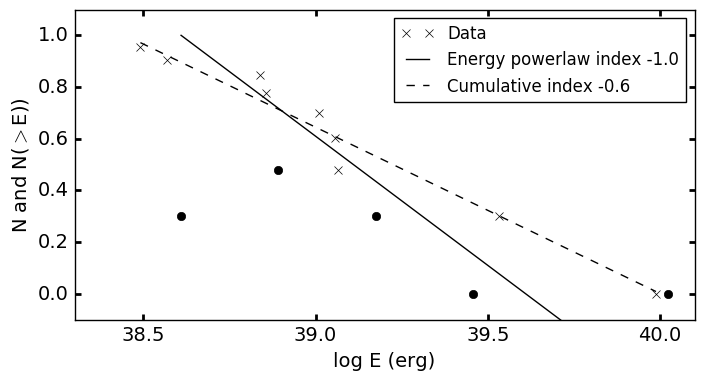 1.0
0.8
0.6
0.4
0.2
0.0
N and N(>E))
Data
Energy powerlaw index -1.0
Cumulative index -0.6
38.5 39.0 39.5 40.0
log E (erg)